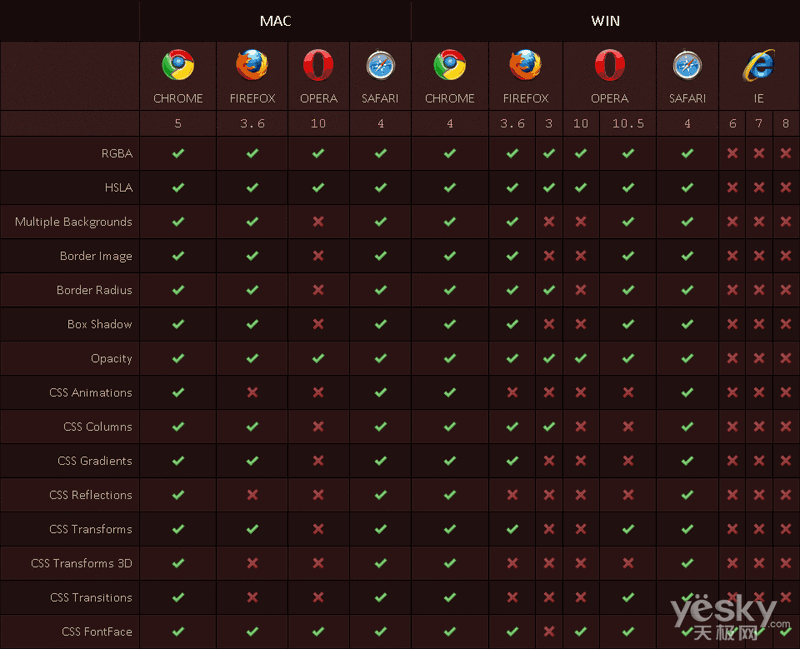 MAC WIN
CHROME FIREFOX OPERA SAFARI CHROME FIREFOX OPERA SAFARI IE
5 3.6 10 4 4 3.6 3 10 10.5 4 6 7 8
RGBA
HSLA
Multiple Backgrounds
Border Image
Border Radius
Box Shadow
Opacity
CSS Animations
CSS Columns
CSS Gradients
CSS Reflections
CSS Transforms
CSS Transforms 3D
CSS Transitions
CSS FontFace
yësky
天极网.com